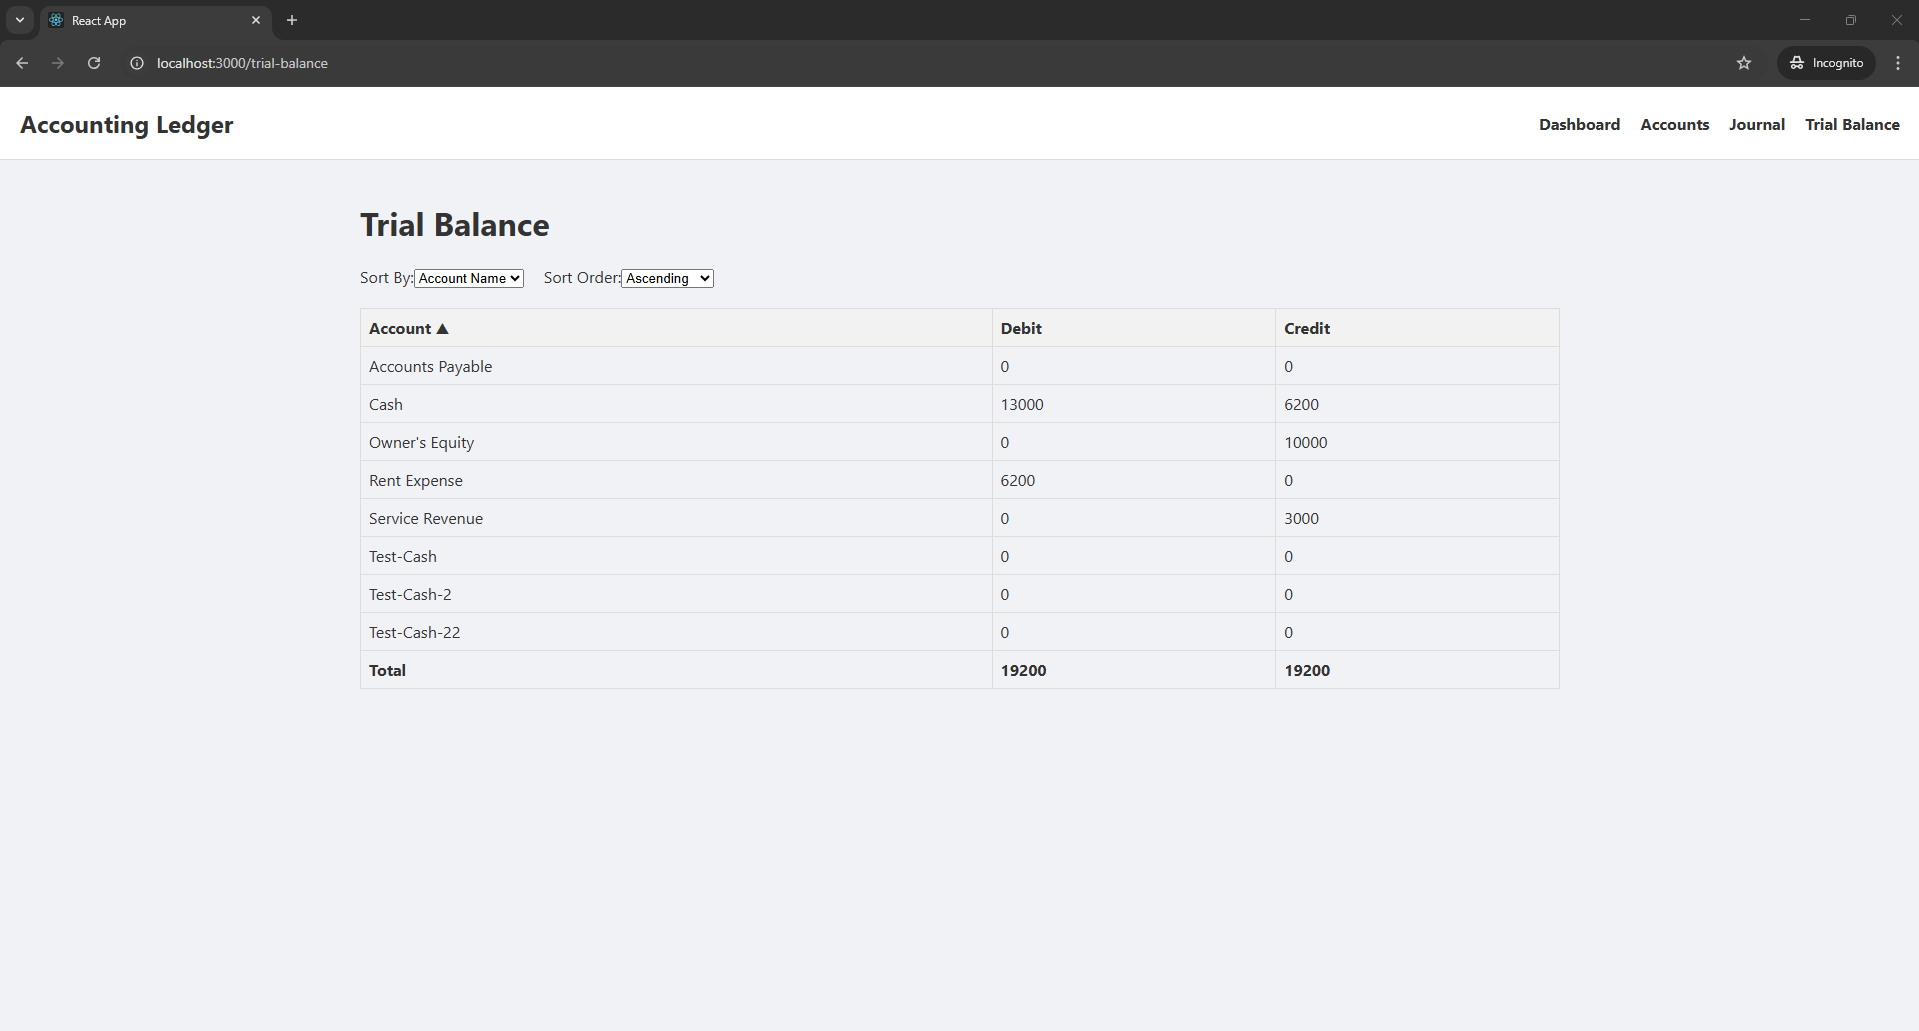 React App
localhost:3000/trial-balance
Incognito
Accounting Ledger
Dashboard Accounts Journal Trial Balance
Trial Balance
Sort By: Account Name Sort Order: Ascending
Account ▲ Debit Credit
Accounts Payable 0 0
Cash 13000 6200
Owner's Equity 0 10000
Rent Expense 6200 0
Service Revenue 0 3000
Test-Cash 0 0
Test-Cash-2 0 0
Test-Cash-22 0 0
Total 19200 19200